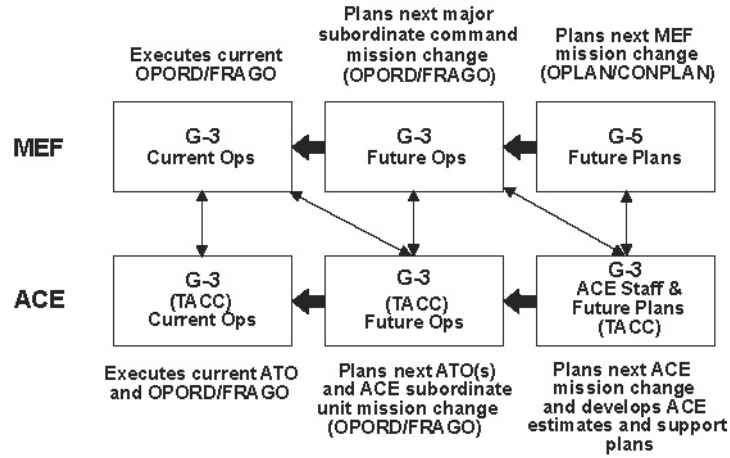 Executes current
OPORD/FRAGO
Plans next major
subordinate command
mission change
(OPORD/FRAGO)
Plans next MEF
mission change
(OPLAN/CONPLAN)
MEF
G-3
Current Ops
G-3
Future Ops
G-5
Future Plans
ACE
G-3
(TACC)
Current Ops
G-3
(TACC)
Future Ops
G-3
ACE Staff &
Future Plans
(TACC)
Executes current ATO
and OPORD/FRAGO
Plans next ATO(s)
and ACE subordinate
unit mission change
(OPORD/FRAGO)
Plans next ACE
mission change
and develops ACE
estimates and support
plans